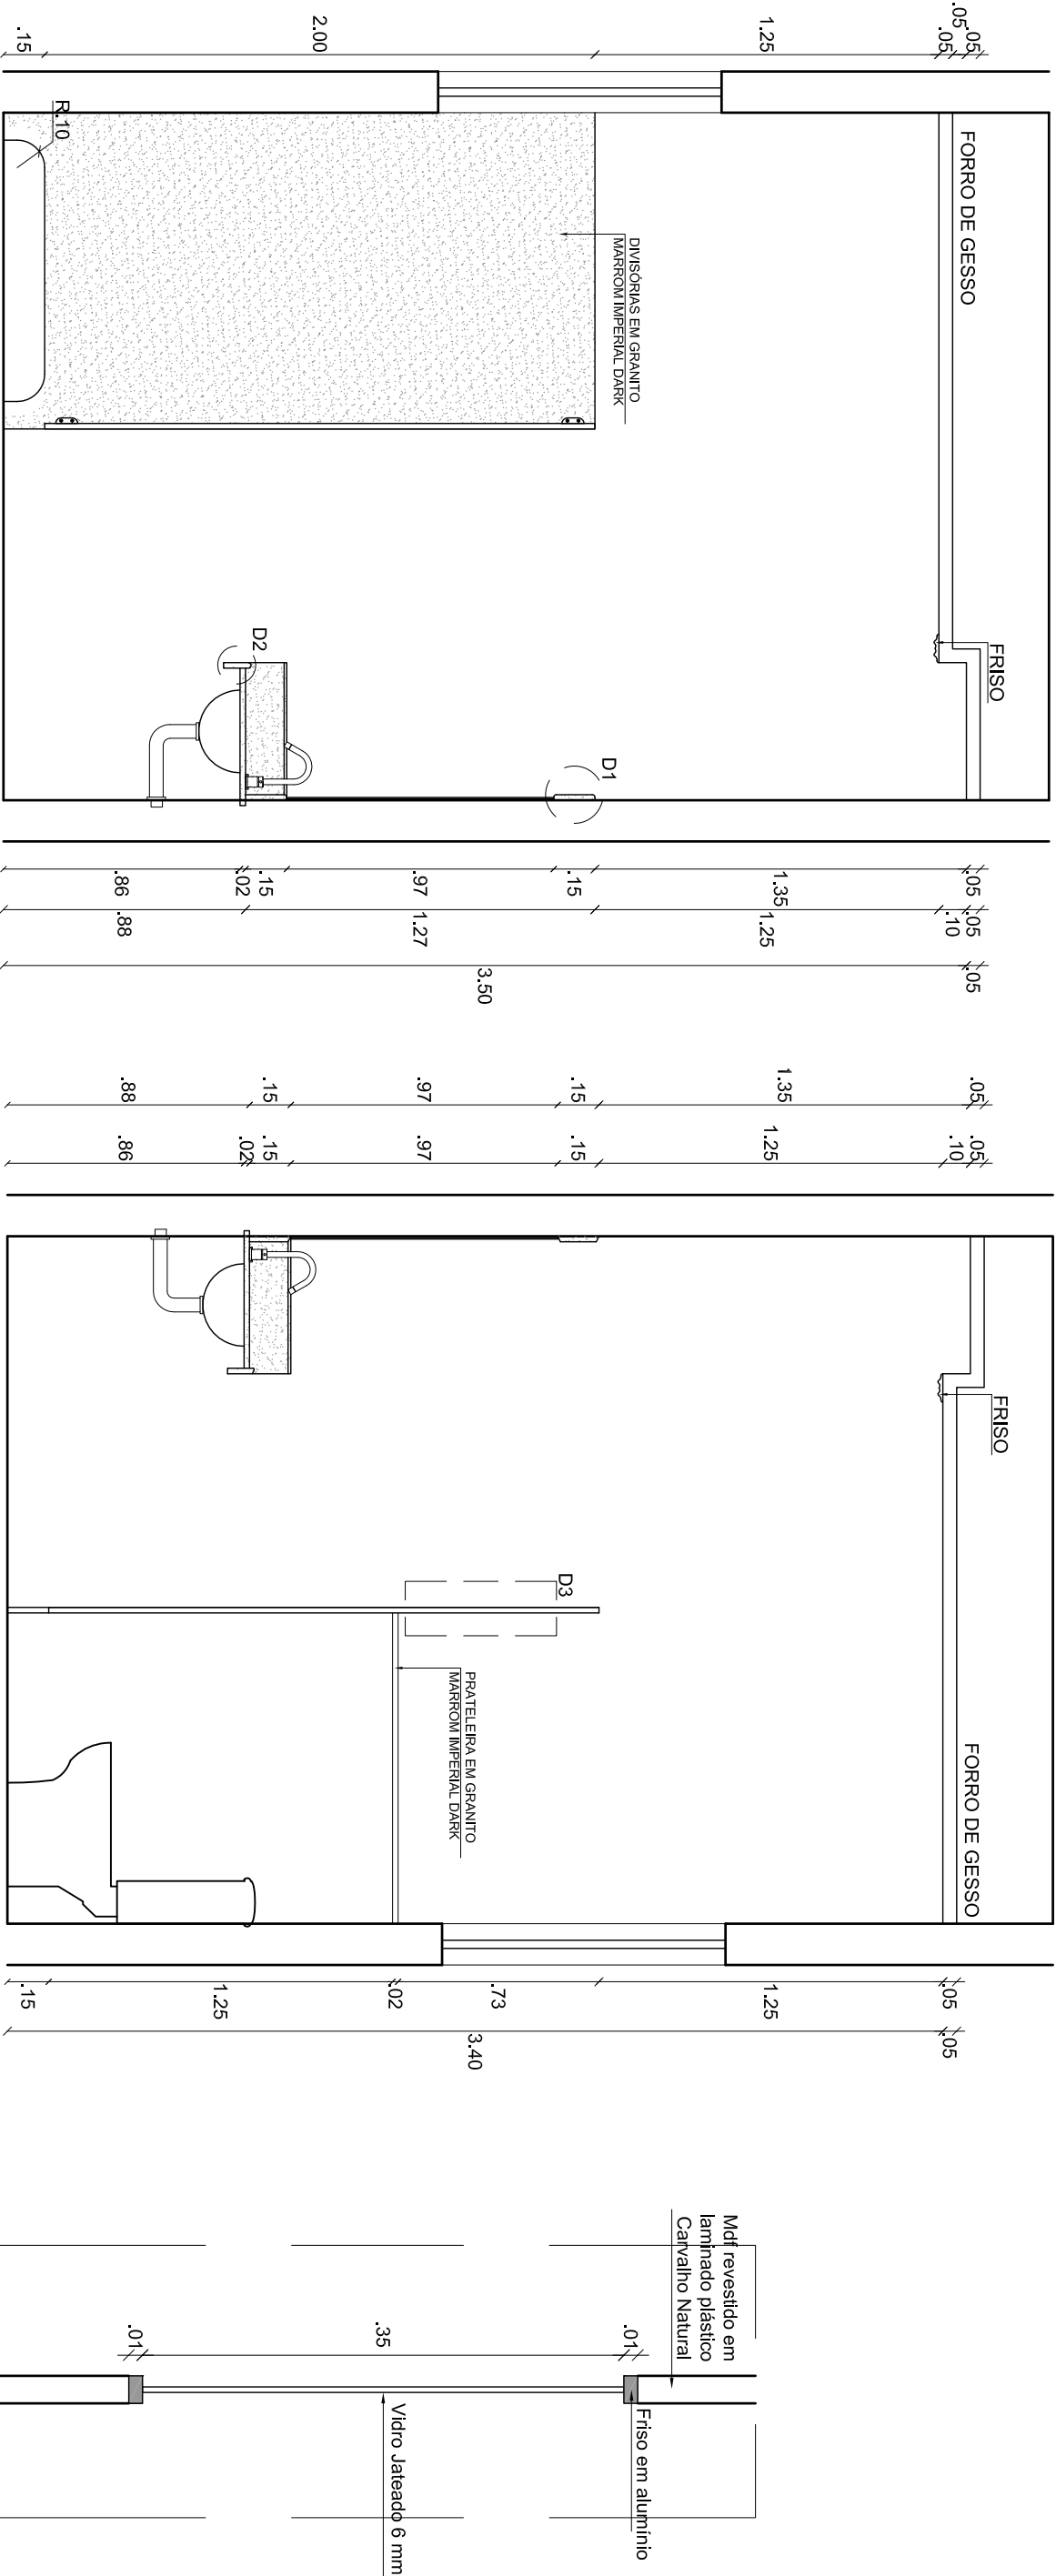 .15
2.00
1.25
.05
.05
.05
R.10
FORRO DE GESSO
DIVISÓRIAS EM GRANITO
MARROM IMPERIAL DARK
FRISO
D2
D1
.86
.02
.15
.97
.15
1.35
.05
.88
1.27
1.25
.10
.05
3.50
.05
.88
.15
.97
.15
1.35
.05
.86
.02
.15
.97
.15
1.25
.10
.05
FRISO
D3
PRATELEIRA EM GRANITO
MARROM IMPERIAL DARK
FORRO DE GESSO
.15
1.25
.02
.73
1.25
.05
3.40
.05
Mdf revestido em
laminado plástico
Carvalho Natural
.01
.35
.01
Friso em alumínio
Vidro Jateado 6 mm